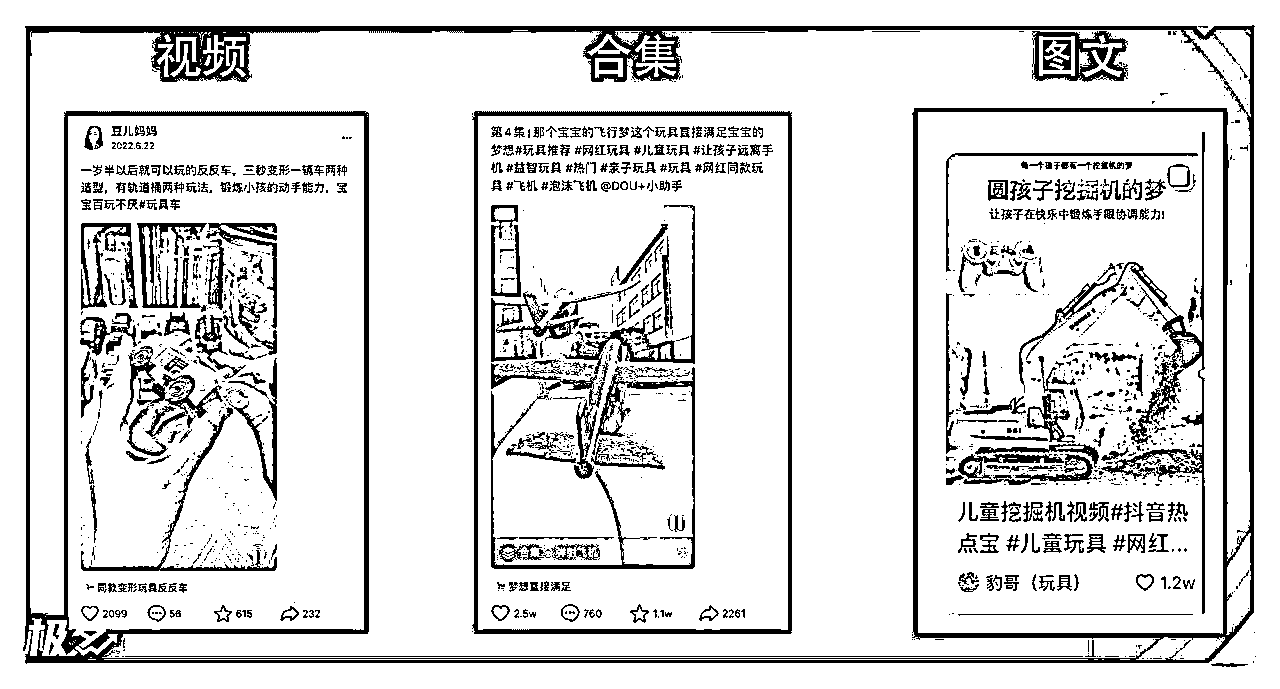 视频
合集
图文
豆儿妈妈
2022.6.22
...
一岁半以后就可以玩的反反车，三秒变形一辆车两种
造型，有轨道桶两种玩法，锻炼小孩的动手能力，宝
宝百玩不厌#玩具车
同款变形玩具反反车
2099
56
615
232
第4集|那个宝宝的飞行梦这个玩具直接满足宝宝的
梦想#玩具推荐 #网红玩具 #儿童玩具 #让孩子远离手
机 #益智玩具 #热门 #亲子玩具 #玩具 #网红同款玩
具 #飞机 #泡沫飞机 @DOU+小助手
梦想直接满足
2.5w
760
1.1w
2261
每一个孩子都有一个挖掘机的梦
圆孩子挖掘机的梦
让孩子在快乐中锻炼手眼协调能力!
儿童挖掘机视频#抖音热
点宝 #儿童玩具 #网红...
豹哥（玩具）
1.2w